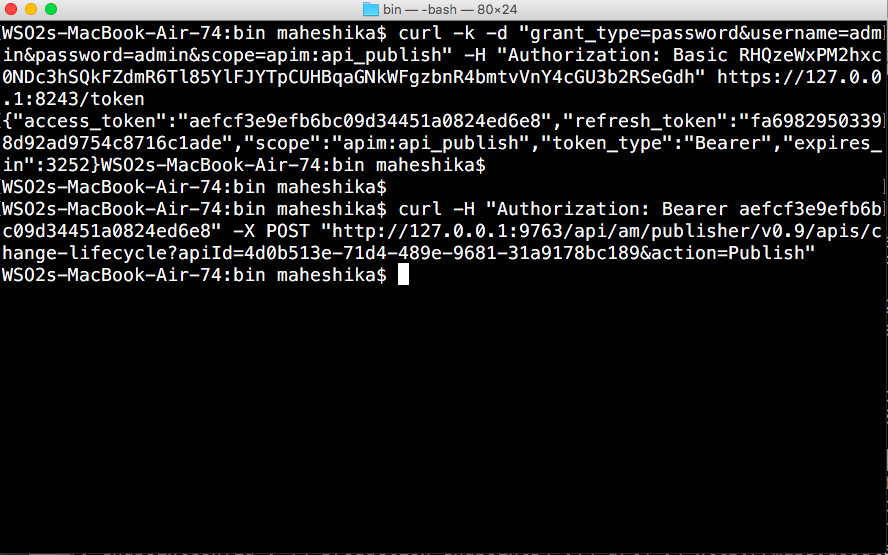 bin — -bash — 80×24
WSO2s-MacBook-Air-74:bin maheshika$ curl -k -d "grant_type=password&username=adm
in&password=admin&scope=apim:api_publish" -H "Authorization: Basic RHQzeWxPM2hxc
0NDc3hSQkFZdmR6Tl85YlFJYTpCUHBqaGNkWFgzbnR4bmtvVnY4cGU3b2RSeGdh" https://127.0.0
.1:8243/token
{"access_token":"aefcf3e9efb6bc09d34451a0824ed6e8","refresh_token":"fa6982950339
8d92ad9754c8716c1ade","scope":"apim:api_publish","token_type":"Bearer","expires_
in":3252}WSO2s-MacBook-Air-74:bin maheshika$
WSO2s-MacBook-Air-74:bin maheshika$
WSO2s-MacBook-Air-74:bin maheshika$ curl -H "Authorization: Bearer aefcf3e9efb6b
c09d34451a0824ed6e8" -X POST "http://127.0.0.1:9763/api/am/publisher/v0.9/apis/c
hange-lifecycle?apiId=4d0b513e-71d4-489e-9681-31a9178bc189&action=Publish"
WSO2s-MacBook-Air-74:bin maheshika$